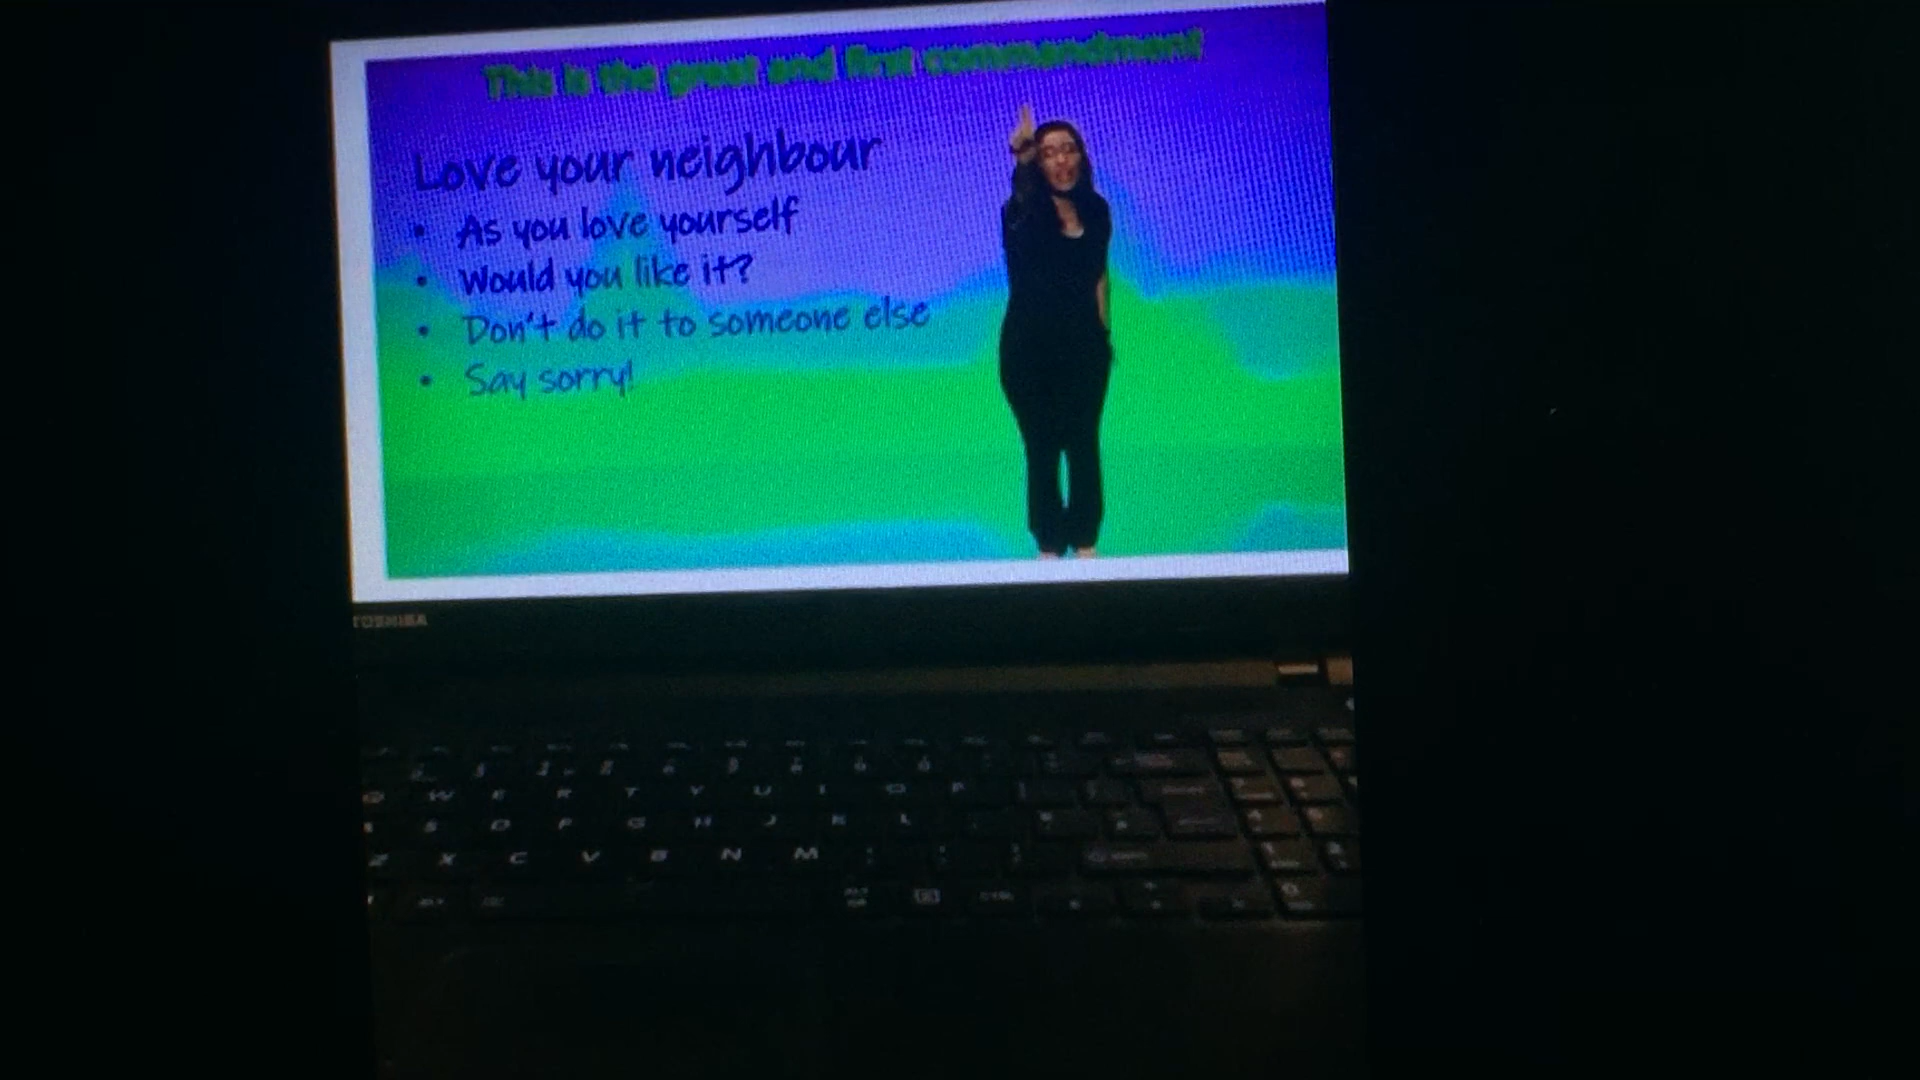 This is the great and first commandment
Love your neighbour
• As you love yourself
• Would you like it?
• Don't do it to someone else
• Say sorry!
TOSHIBA
W E R T Y U I O P
S D F G H J K L
Z X C V B N M